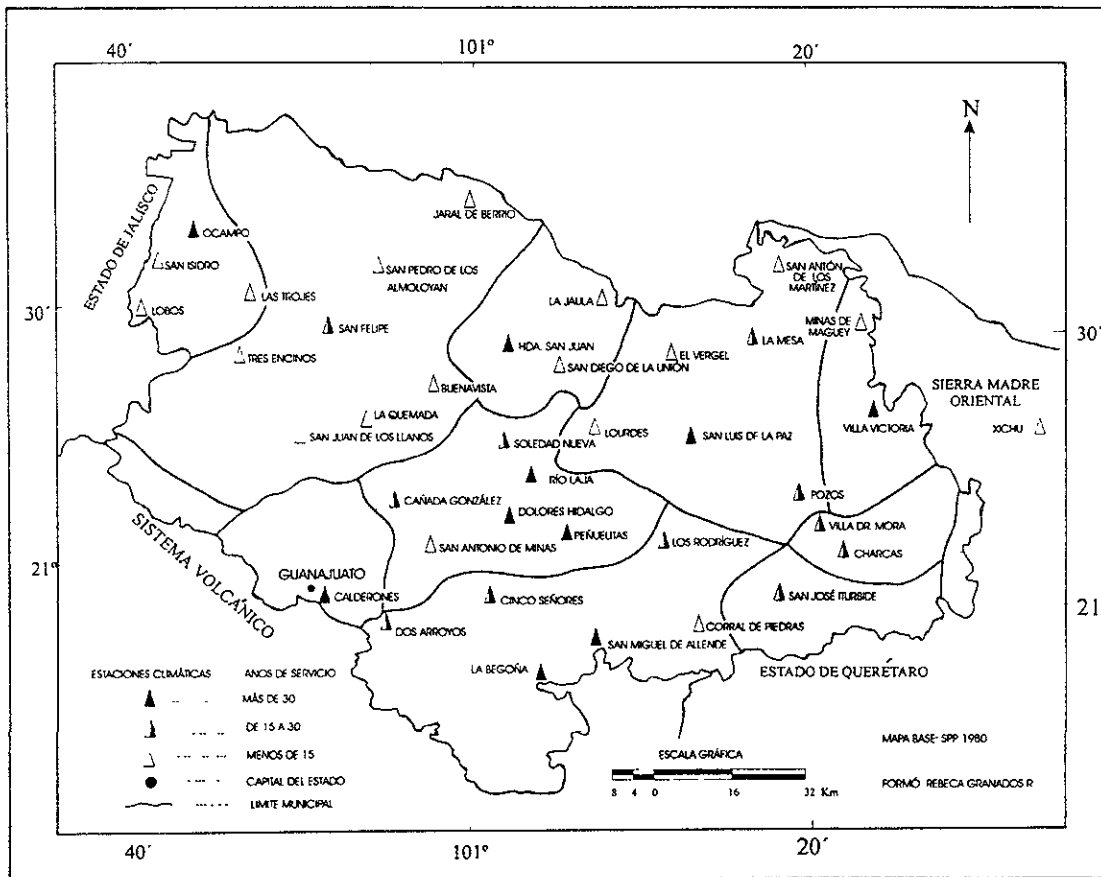 40´ 101° 20´
N
ESTADO DE JALISCO
JARAL DE BERRIO
OCAMPO
SAN ISIDRO
SAN PEDRO DE LOS
ALMOLOYAN
SAN ANTÓN
DE LOS
MARTÍNEZ
LOBOS
LAS TROJES
LA JAULA
30´
SAN FELIPE
MINAS DE
MAGUEY
30´
LA MESA
HDA. SAN JUAN
TRES ENCINOS
SAN DIEGO DE LA UNIÓN
EL VERGEL
BUENAVISTA
SIERRA MADRE
ORIENTAL
LA QUEMADA
SAN JUAN DE LOS LLANOS
SOLEDAD NUEVA
LOURDES
SAN LUIS DE LA PAZ
VILLA VICTORIA
XICHU
RÍO LAJA
CAÑADA GONZÁLEZ
POZOS
DOLORES HIDALGO
VILLA DR. MORA
PEÑUELITAS
SAN ANTONIO DE MINAS
LOS RODRÍGUEZ
CHARCAS
SISTEMA VOLCÁNICO
21°
GUANAJUATO
CALDERONES
CINCO SEÑORES
SAN JOSÉ ITURBIDE
21°
DOS ARROYOS
CORRAL DE PIEDRAS
SAN MIGUEL DE ALLENDE
LA BEGOÑA
ESTADO DE QUERÉTARO
ESTACIONES CLIMÁTICAS AÑOS DE SERVICIO
MÁS DE 30
DE 15 A 30
MENOS DE 15
CAPITAL DEL ESTADO
LIMITE MUNICIPAL
ESCALA GRÁFICA
8 4 0 16 32 Km
MAPA BASE- SPP 1980
FORMÓ REBECA GRANADOS R
40´ 101° 20´